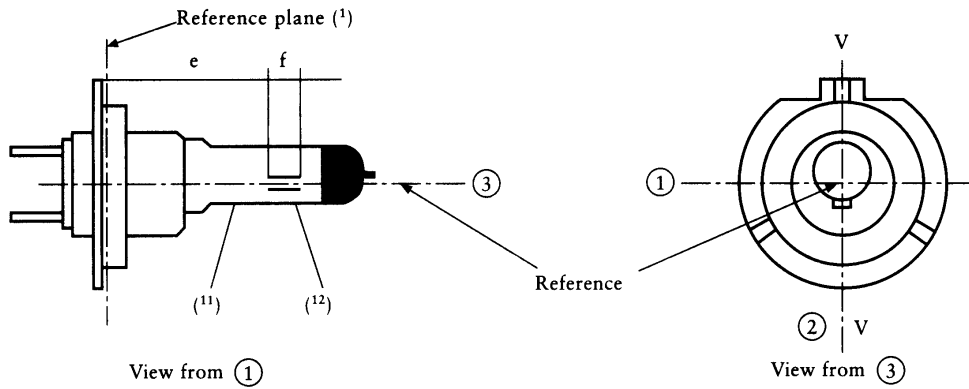 Reference plane (¹)
e
f
V
③
①
(¹¹)
(¹²)
Reference
②
V
View from ①
View from ③